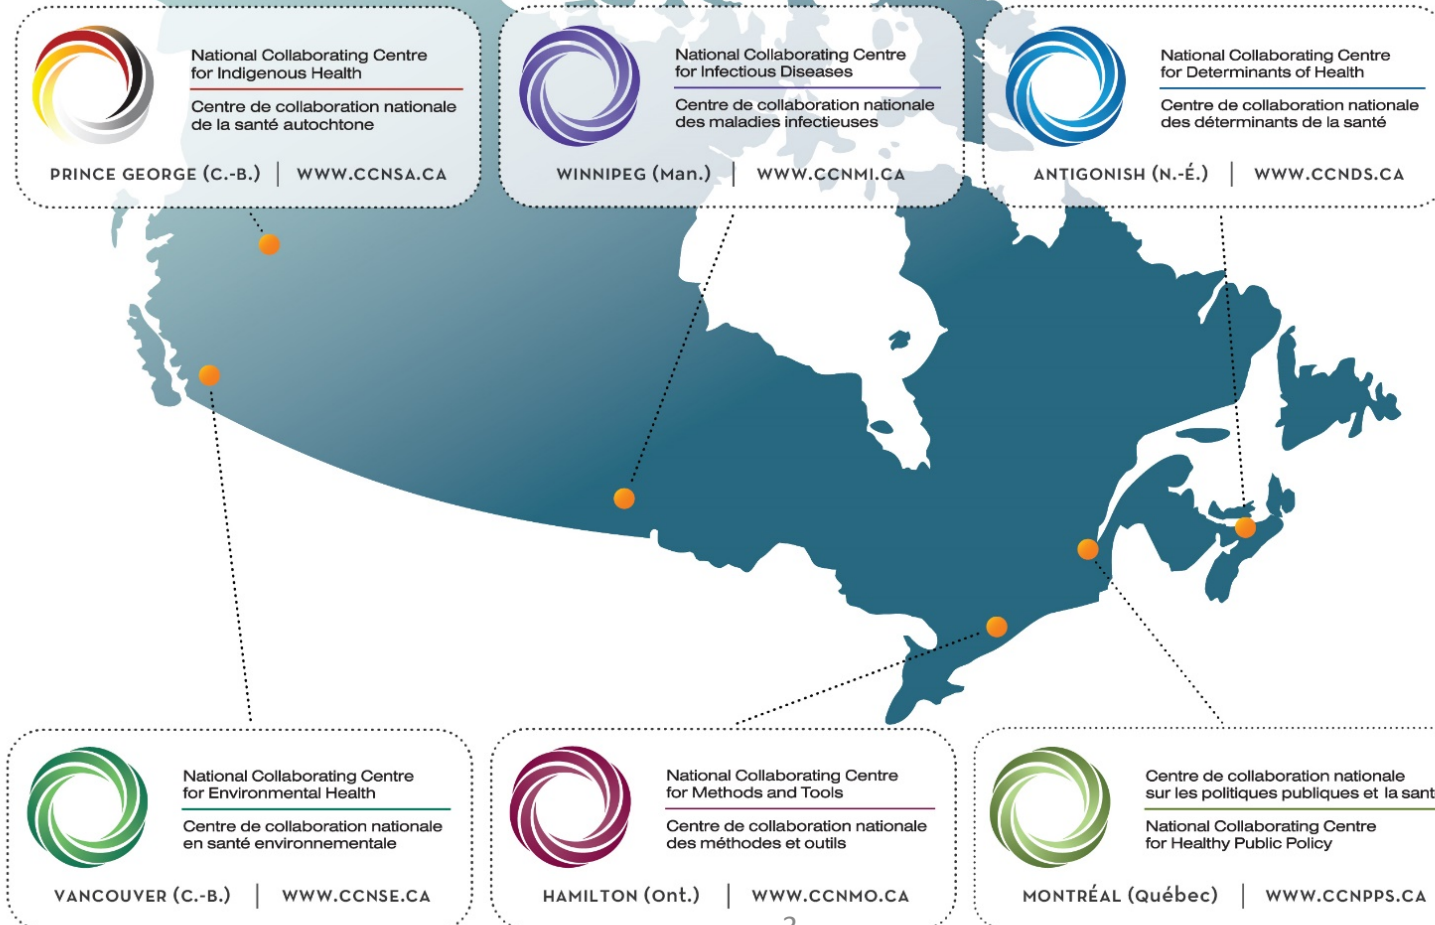 National Collaborating Centre
for Indigenous Health
Centre de collaboration nationale
de la santé autochtone
PRINCE GEORGE (C.-B.) | WWW.CCNSA.CA
National Collaborating Centre
for Infectious Diseases
Centre de collaboration nationale
des maladies infectieuses
WINNIPEG (Man.) | WWW.CCNMI.CA
National Collaborating Centre
for Determinants of Health
Centre de collaboration nationale
des déterminants de la santé
ANTIGONISH (N.-É.) | WWW.CCNDS.CA
National Collaborating Centre
for Environmental Health
Centre de collaboration nationale
en santé environnementale
VANCOUVER (C.-B.) | WWW.CCNSE.CA
National Collaborating Centre
for Methods and Tools
Centre de collaboration nationale
des méthodes et outils
HAMILTON (Ont.) | WWW.CCNMO.CA
Centre de collaboration nationale
sur les politiques publiques et la sant
National Collaborating Centre
for Healthy Public Policy
MONTRÉAL (Québec) | WWW.CCNPPS.CA